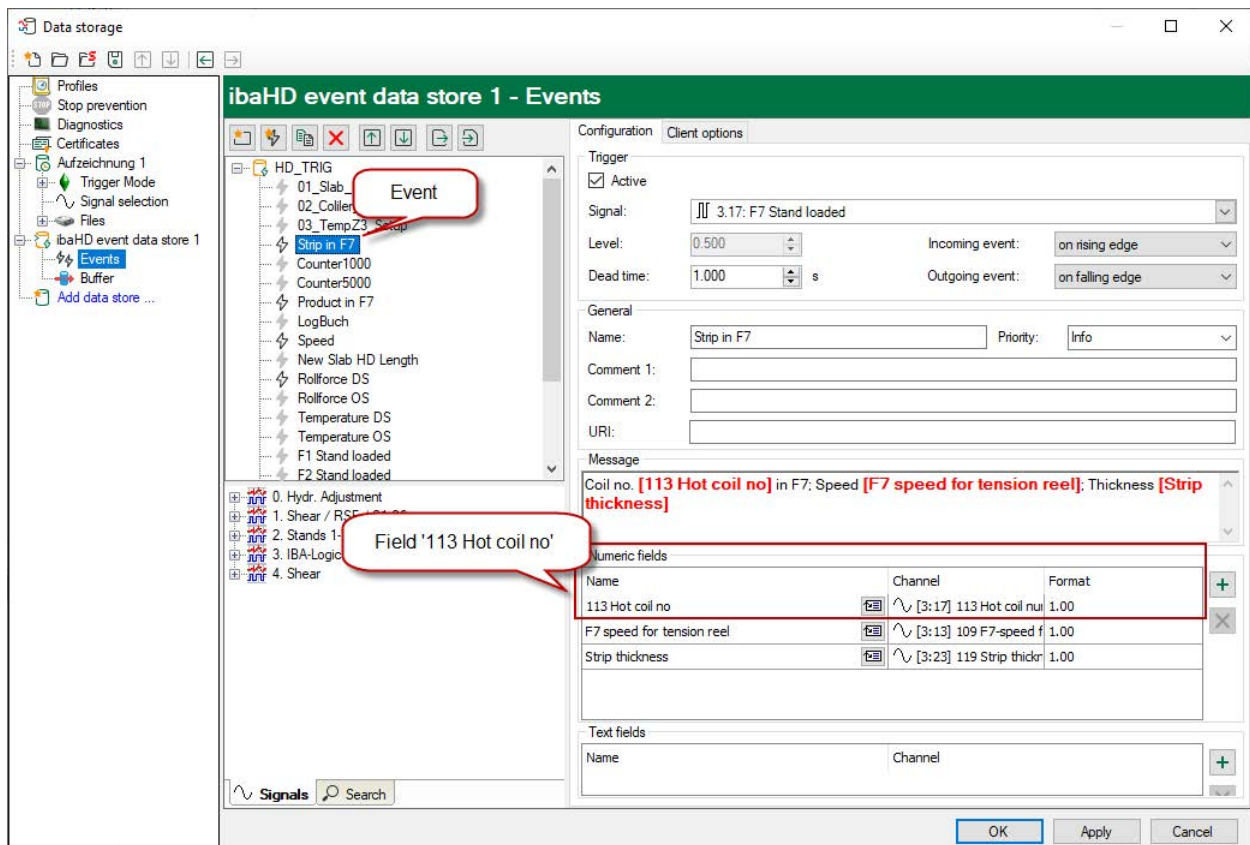 Data storage
Profiles
Stop prevention
Diagnostics
Certificates
Aufzeichnung 1
Trigger Mode
Signal selection
Files
ibaHD event data store 1
Events
Buffer
Add data store ...
ibaHD event data store 1 - Events
HD_TRIG
01_Slab_
02_Coiler
03_TempZ3_Setup
Strip in F7
Counter1000
Counter5000
Product in F7
LogBuch
Speed
New Slab HD Length
Rollforce DS
Rollforce OS
Temperature DS
Temperature OS
F1 Stand loaded
F2 Stand loaded
Event
0. Hydr. Adjustment
1. Shear / RSF
2. Stands 1-
3. IBA-Logic
4. Shear
Field '113 Hot coil no'
Signals Search
Configuration Client options
Trigger
Active
Signal: 3.17: F7 Stand loaded
Level: 0.500 Incoming event: on rising edge
Dead time: 1.000 s Outgoing event: on falling edge
General
Name: Strip in F7 Priority: Info
Comment 1:
Comment 2:
URI:
Message
Coil no. [113 Hot coil no] in F7; Speed [F7 speed for tension reel]; Thickness [Strip
thickness]
Numeric fields
Name Channel Format
113 Hot coil no [3:17] 113 Hot coil nu 1.00
F7 speed for tension reel [3:13] 109 F7-speed f 1.00
Strip thickness [3:23] 119 Strip thickn 1.00
Text fields
Name Channel
OK Apply Cancel